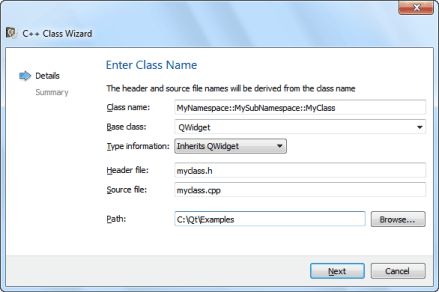 C++ Class Wizard
Enter Class Name
Details
Summary
The header and source file names will be derived from the class name
Class name: MyNamespace::MySubNamespace::MyClass
Base class: QWidget
Type information: Inherits QWidget
Header file: myclass.h
Source file: myclass.cpp
Path: C:\Qt\Examples Browse...
Next Cancel